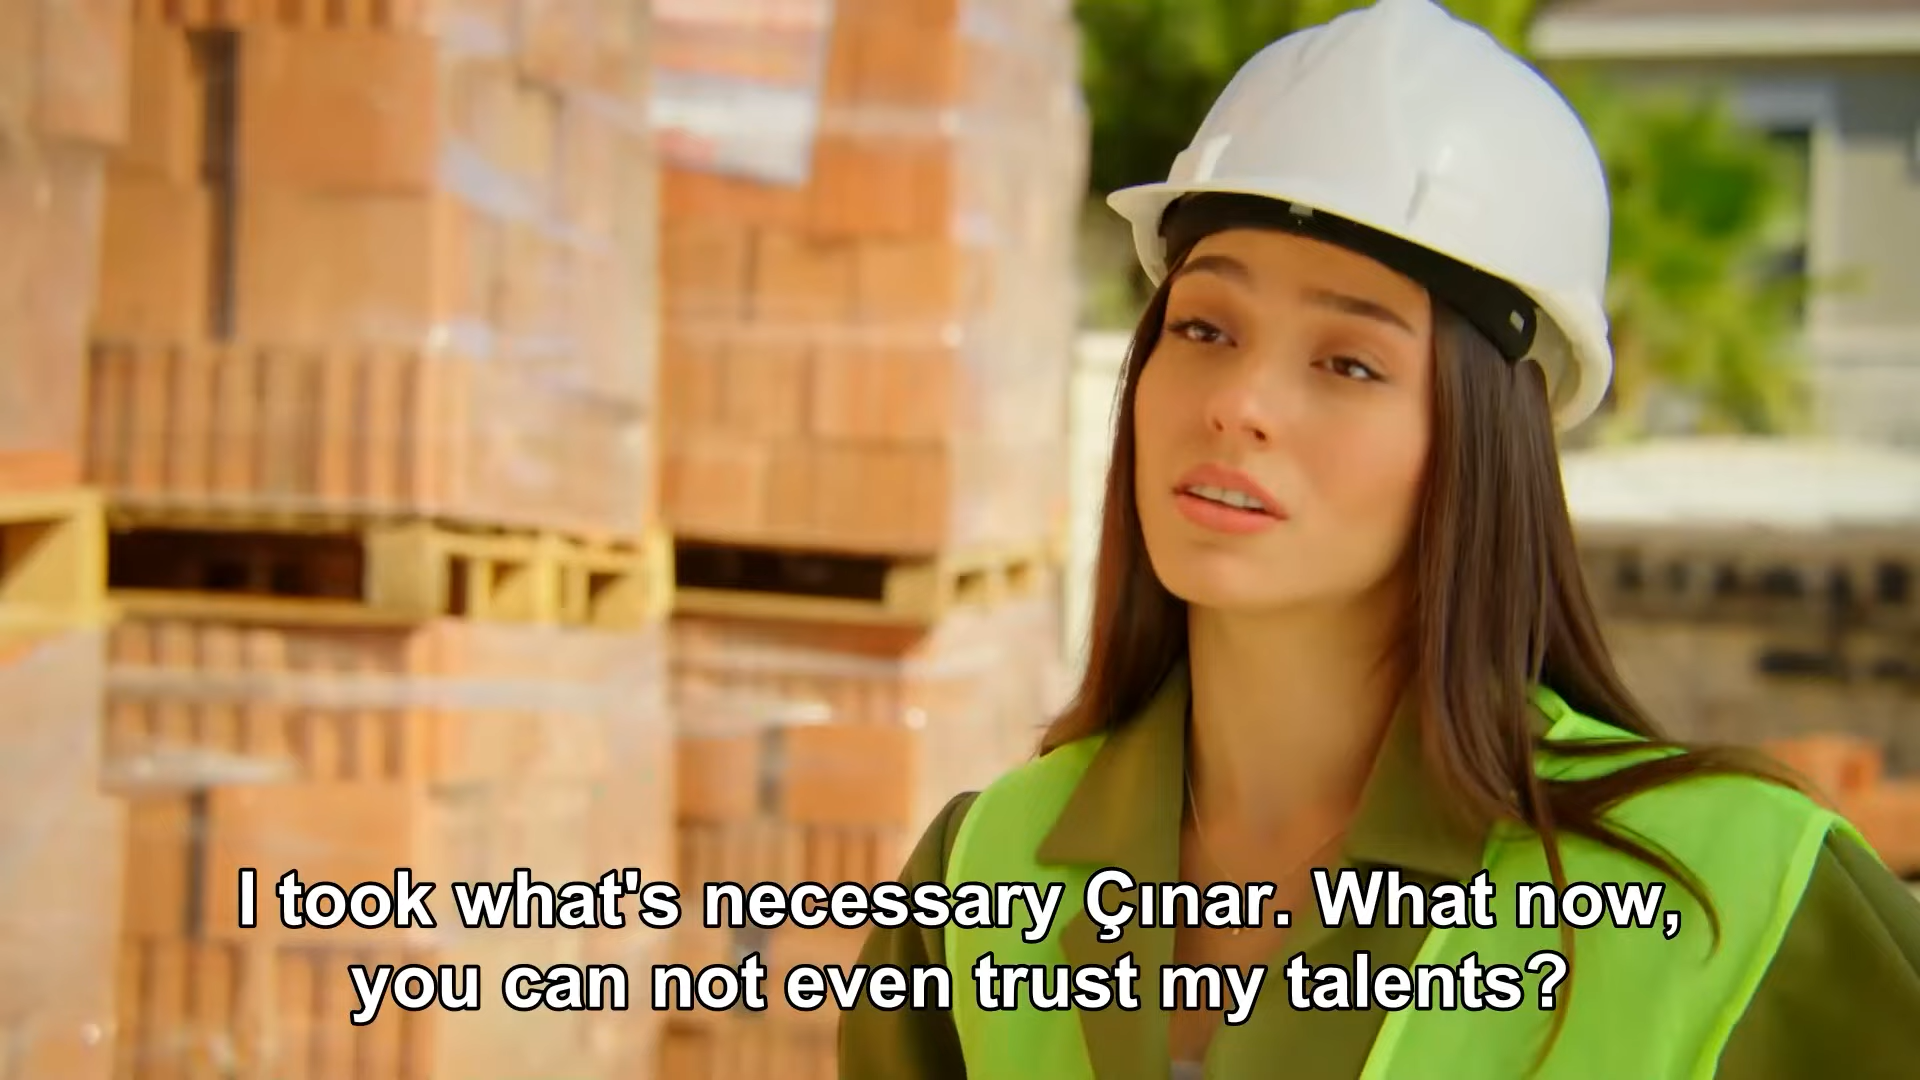 I took what's necessary Çınar. What now,
you can not even trust my talents?